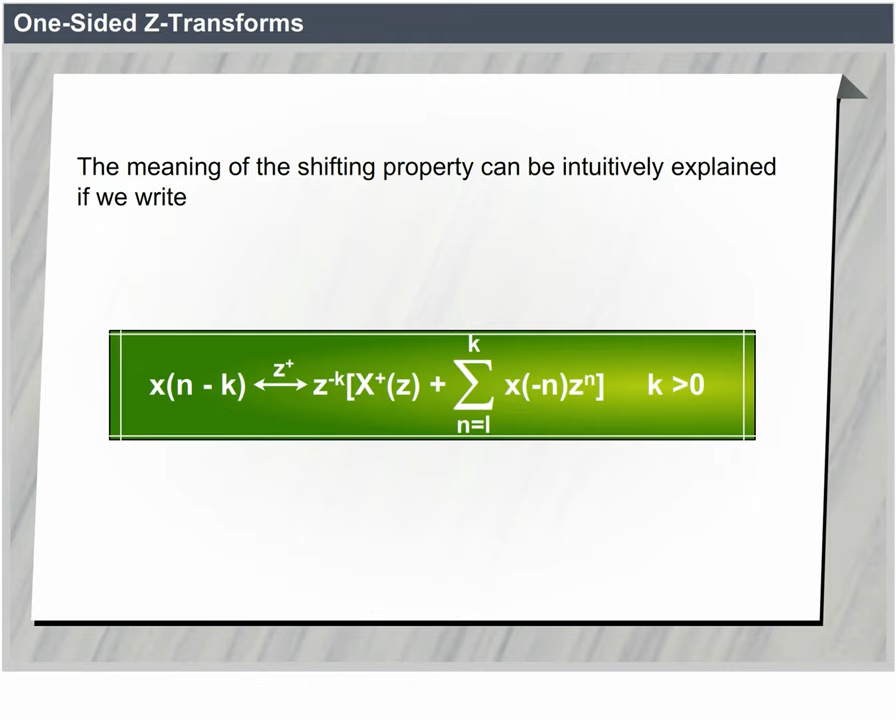 One-Sided Z-Transforms
The meaning of the shifting property can be intuitively explained
if we write
x(n - k) ⟷^{z⁺} z⁻ᵏ[X⁺(z) + ∑_{n=l}^{k} x(-n)zⁿ] k >0